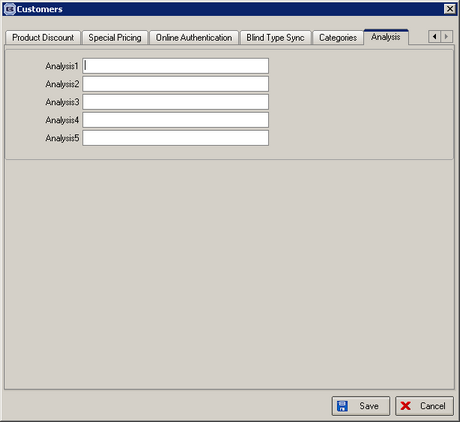 Customers
Product Discount Special Pricing Online Authentication Blind Type Sync Categories Analysis
Analysis1
Analysis2
Analysis3
Analysis4
Analysis5
Save Cancel